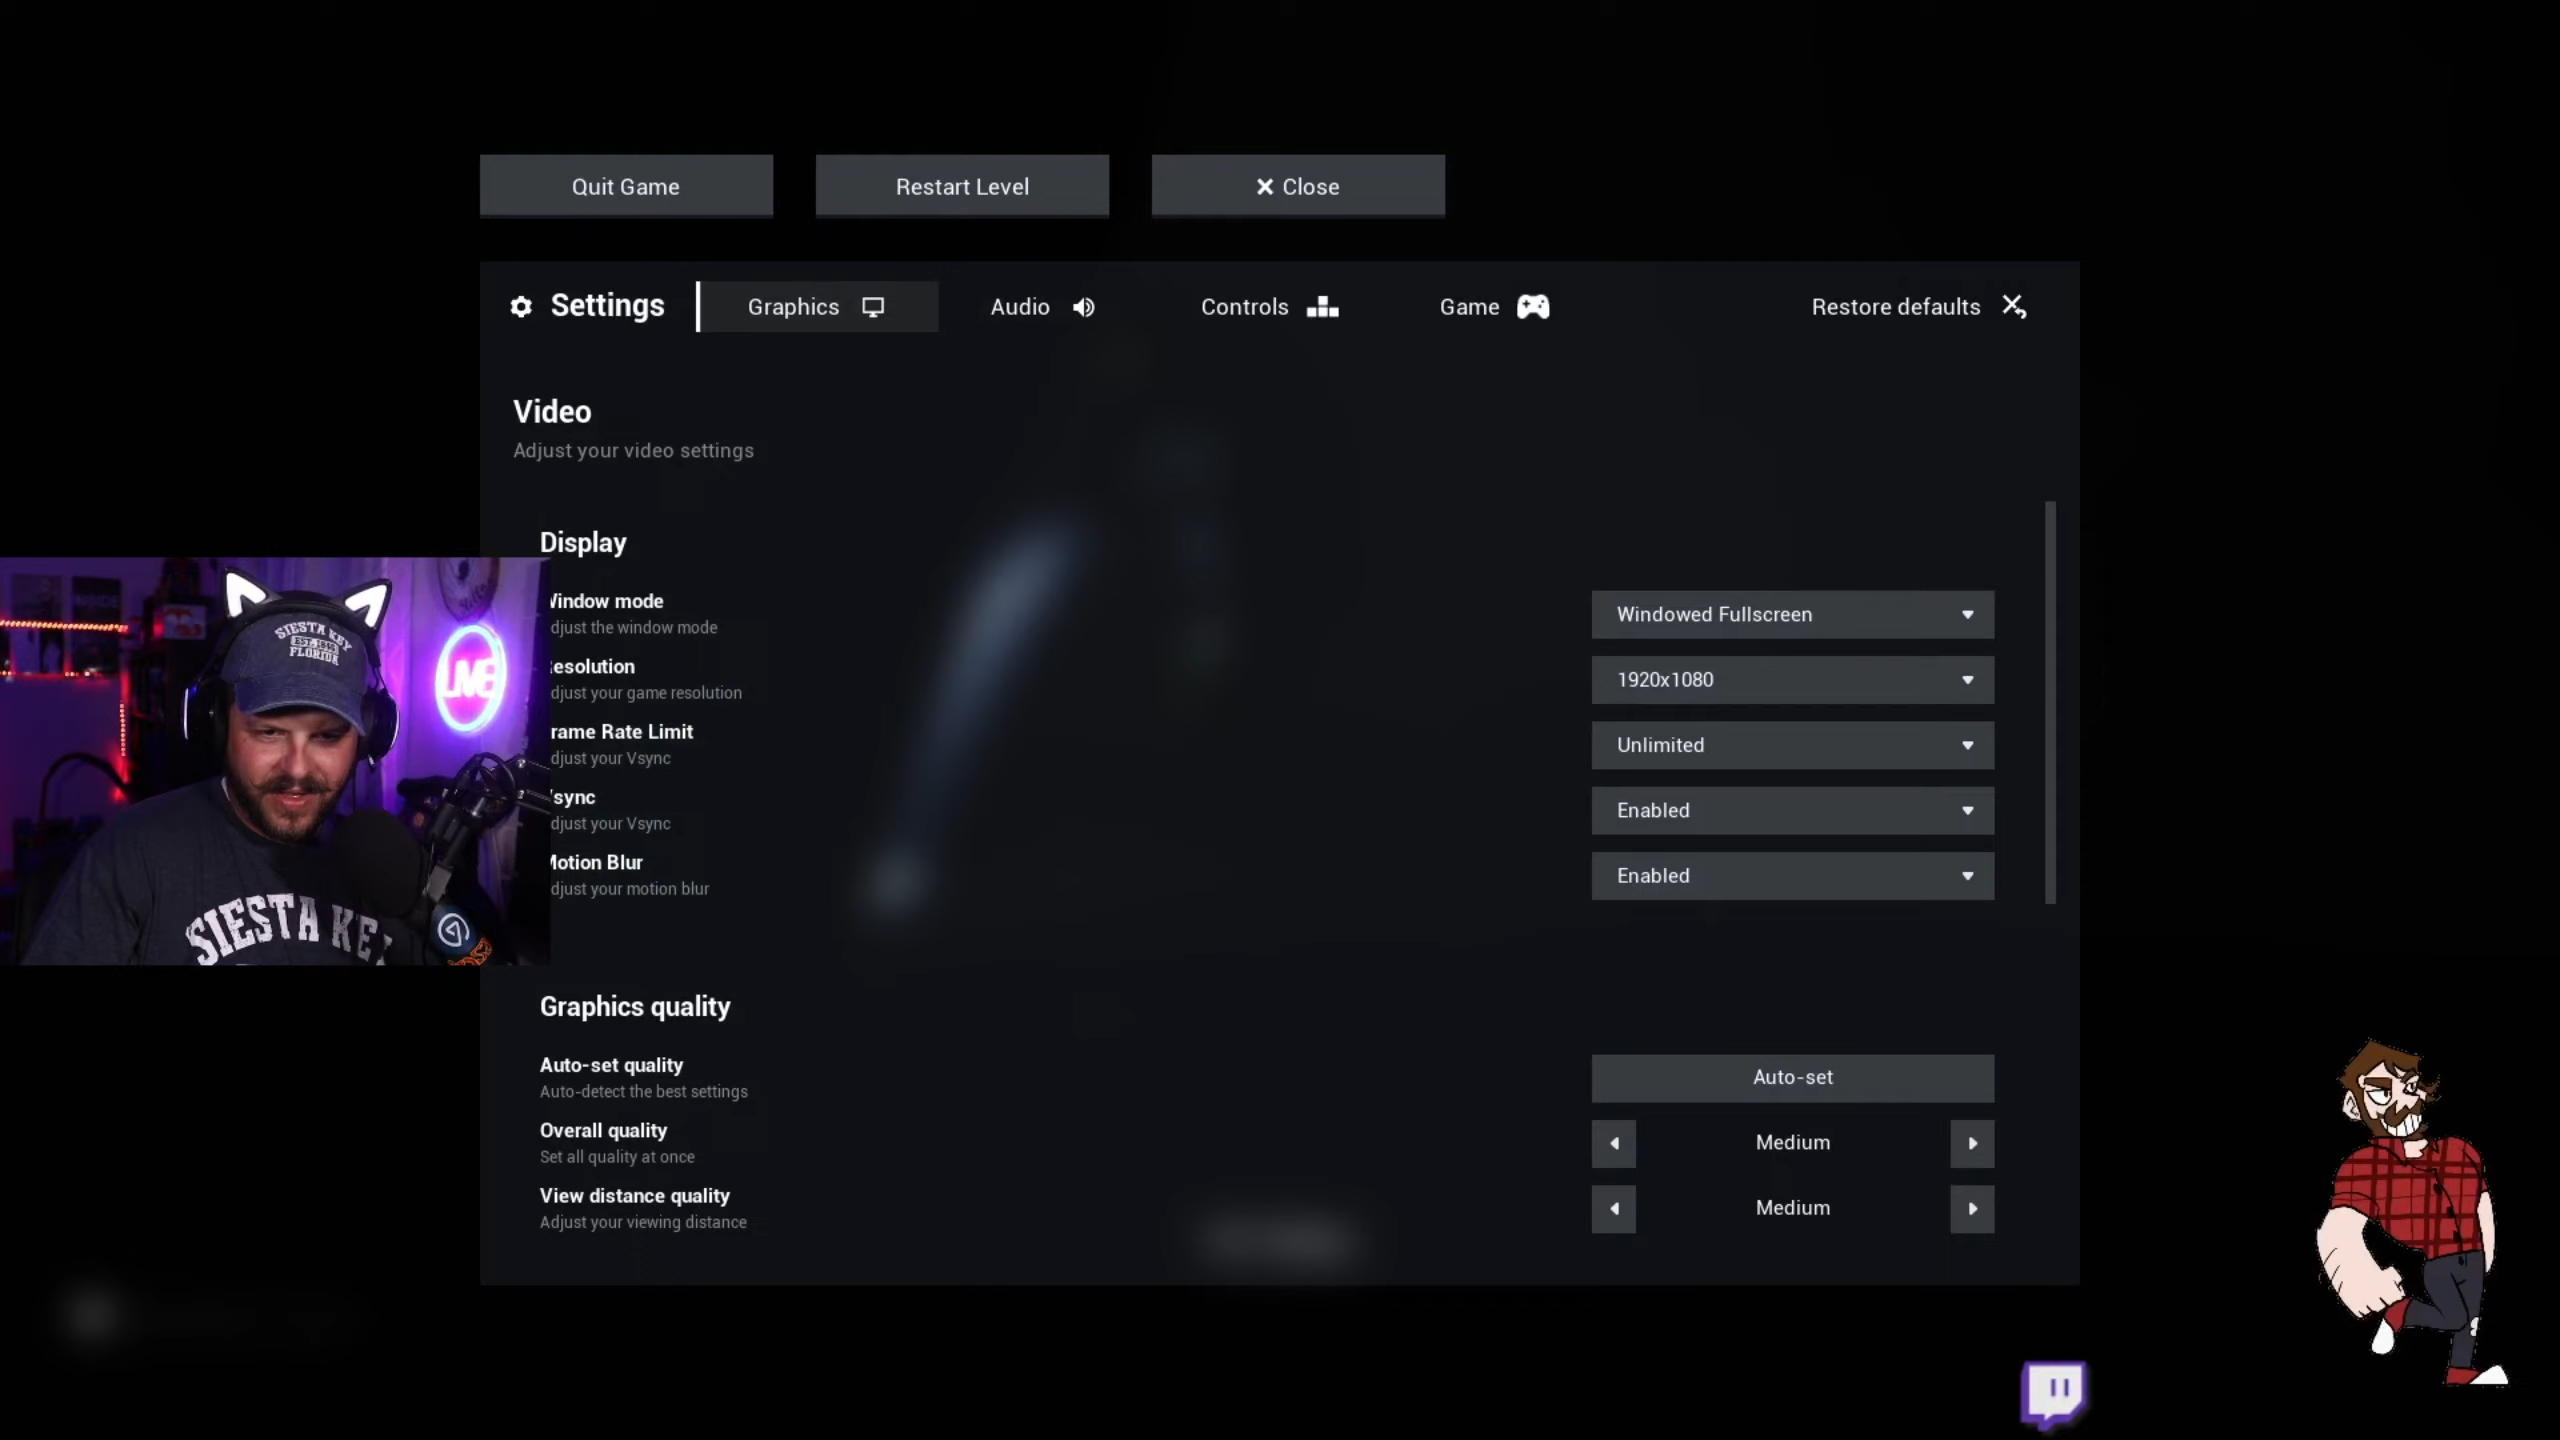 Quit Game
Restart Level
Close
Settings
Graphics
Audio
Controls
Game
Restore defaults
Video
Adjust your video settings
Display
Window mode
djust the window mode
Windowed Fullscreen
esolution
djust your game resolution
1920x1080
rame Rate Limit
djust your Vsync
Unlimited
sync
djust your Vsync
Enabled
Motion Blur
djust your motion blur
Enabled
Graphics quality
Auto-set quality
Auto-detect the best settings
Auto-set
Overall quality
Set all quality at once
Medium
View distance quality
Adjust your viewing distance
Medium
SIESTA KEY
FLORIDA
LIVE
SIESTA KEY